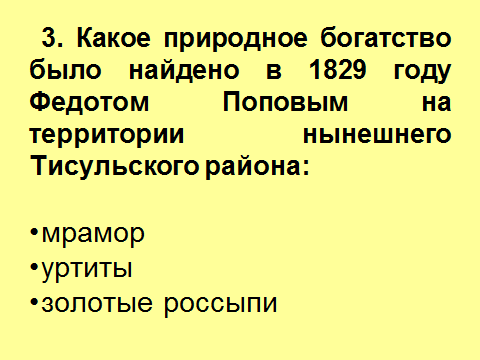 3. Какое природное богатство
было найдено в 1829 году
Федотом Поповым на
территории нынешнего
Тисульского района:
•мрамор
•уртиты
•золотые россыпи